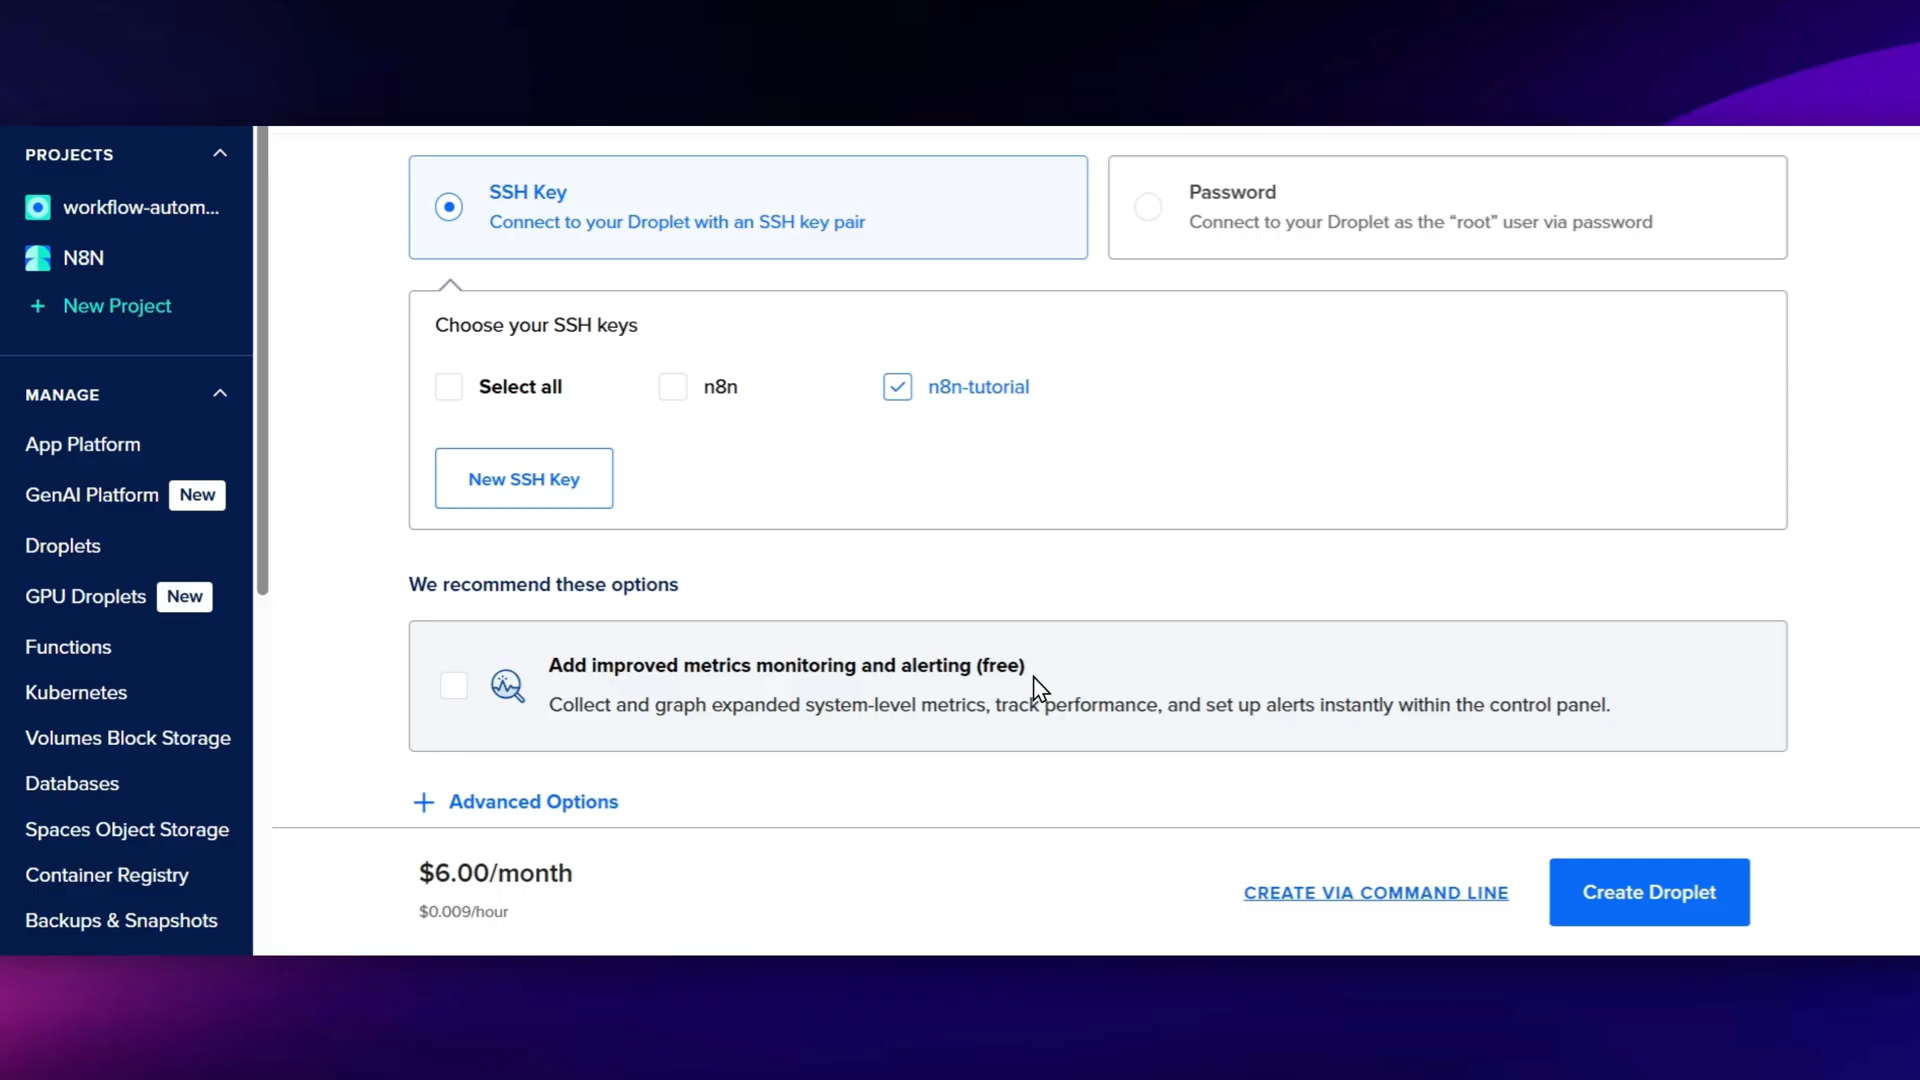 PROJECTS
workflow-autom...
N8N
+ New Project
MANAGE
App Platform
GenAI Platform New
Droplets
GPU Droplets New
Functions
Kubernetes
Volumes Block Storage
Databases
Spaces Object Storage
Container Registry
Backups & Snapshots
SSH Key
Connect to your Droplet with an SSH key pair
Password
Connect to your Droplet as the “root” user via password
Choose your SSH keys
Select all n8n n8n-tutorial
New SSH Key
We recommend these options
Add improved metrics monitoring and alerting (free)
Collect and graph expanded system-level metrics, track performance, and set up alerts instantly within the control panel.
+ Advanced Options
$6.00/month
$0.009/hour
CREATE VIA COMMAND LINE
Create Droplet